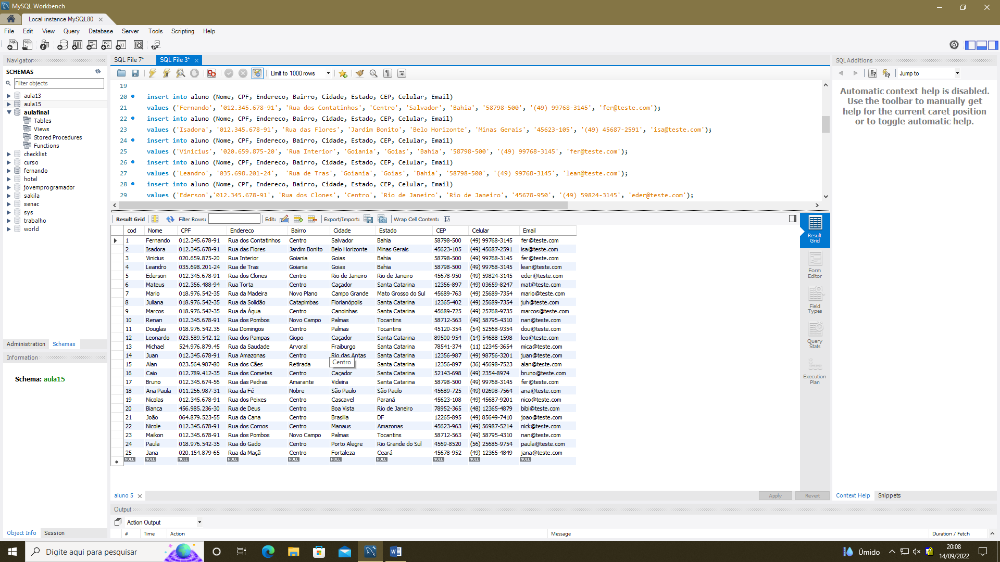 MySQL Workbench
Local instance MySQL80
File Edit View Query Database Server Tools Scripting Help
Navigator
SCHEMAS
Filter objects
aula13
aula15
aulafinal
Tables
Views
Stored Procedures
Functions
checklist
curso
fernando
hotel
jovemprogramador
sakila
senac
sys
trabalho
world
Administration Schemas
Information
Schema: aula15
Object Info Session
SQL File 7* SQL File 3*
Limit to 1000 rows
19
20 insert into aluno (Nome, CPF, Endereco, Bairro, Cidade, Estado, CEP, Celular, Email)
21 values ('Fernando', '012.345.678-91', 'Rua dos Contatinhos', 'Centro', 'Salvador', 'Bahia', '58798-500', '(49) 99768-3145', 'fer@teste.com');
22 insert into aluno (Nome, CPF, Endereco, Bairro, Cidade, Estado, CEP, Celular, Email)
23 values ('Isadora', '012.345.678-91', 'Rua das Flores', 'Jardim Bonito', 'Belo Horizonte', 'Minas Gerais', '45623-105', '(49) 45687-2591', 'isa@teste.com');
24 insert into aluno (Nome, CPF, Endereco, Bairro, Cidade, Estado, CEP, Celular, Email)
25 values ('Vinicius', '020.659.875-20', 'Rua Interior', 'Goiania', 'Goias', 'Bahia', '58798-500', '(49) 99768-3145', 'fer@teste.com');
26 insert into aluno (Nome, CPF, Endereco, Bairro, Cidade, Estado, CEP, Celular, Email)
27 values ('Leandro', '035.698.201-24', 'Rua de Tras', 'Goiania', 'Goias', 'Bahia', '58798-500', '(49) 99768-3145', 'lean@teste.com');
28 insert into aluno (Nome, CPF, Endereco, Bairro, Cidade, Estado, CEP, Celular, Email)
29 values ('Ederson','012.345.678-91', 'Rua dos Clones', 'Centro', 'Rio de Janeiro', 'Rio de Janeiro', '45678-950', '(49) 59824-3145', 'eder@teste.com');
Result Grid Filter Rows: Edit: Export/Import: Wrap Cell Content:
cod Nome CPF Endereco Bairro Cidade Estado CEP Celular Email
1 Fernando 012.345.678-91 Rua dos Contatinhos Centro Salvador Bahia 58798-500 (49) 99768-3145 fer@teste.com
2 Isadora 012.345.678-91 Rua das Flores Jardim Bonito Belo Horizonte Minas Gerais 45623-105 (49) 45687-2591 isa@teste.com
3 Vinicius 020.659.875-20 Rua Interior Goiania Goias Bahia 58798-500 (49) 99768-3145 fer@teste.com
4 Leandro 035.698.201-24 Rua de Tras Goiania Goias Bahia 58798-500 (49) 99768-3145 lean@teste.com
5 Ederson 012.345.678-91 Rua dos Clones Centro Rio de Janeiro Rio de Janeiro 45678-950 (49) 59824-3145 eder@teste.com
6 Mateus 012.356.488-94 Rua Torta Centro Caçador Santa Catarina 12356-897 (49) 03659-8247 mat@teste.com
7 Mario 018.976.542-35 Rua da Madeira Novo Plano Campo Grande Mato Grosso do Sul 45689-763 (49) 25689-7354 mario@teste.com
8 Juliana 018.976.542-35 Rua da Solidão Catapimbas Florianópolis Santa Catarina 12365-402 (49) 25689-7354 juh@teste.com
9 Marcos 018.976.542-35 Rua da Água Centro Canoinhas Santa Catarina 45689-725 (49) 25768-9735 marcos@teste.com
10 Renan 012.345.678-91 Rua dos Pombos Novo Campo Palmas Tocantins 58712-563 (49) 58795-4310 nan@teste.com
11 Douglas 018.976.542.35 Rua Domingos Centro Palmas Tocantins 45120-354 (54) 52568-9354 dou@teste.com
12 Leonardo 023.589.542.12 Rua dos Pampas Giopo Caçador Santa Catarina 89500-954 (14) 54688-1598 leo@teste.com
13 Michael 524.976.879.45 Rua da Saudade Arvoral Fraiburgo Santa Catarina 78541-374 (11) 12345-3654 mica@teste.com
14 Juan 012.345.678-91 Rua Amazonas Centro Rio das Antas Santa Catarina 12356-987 (49) 98756-3201 juan@teste.com
15 Alan 023.564.987-80 Rua dos Cães Retirada Centro Santa Catarina 12356-897 (36) 45698-7523 alan@teste.com
16 Caio 012.789.412-35 Rua dos Cometas Centro Caçador Santa Catarina 52143-698 (49) 2354-8974 bruno@teste.com
17 Bruno 012.345.674-56 Rua das Pedras Amarante Videira Santa Catarina 58798-500 (49) 99768-3145 fer@teste.com
18 Ana Paula 011.256.987-31 Rua da Fé Nobre São Paulo São Paulo 45689-725 (49) 02698-7564 ana@teste.com
19 Nicolas 012.345.678-91 Rua dos Peixes Centro Cascavel Paraná 45623-108 (49) 45687-9201 nico@teste.com
20 Bianca 456.985.236-30 Rua de Deus Centro Boa Vista Rio de Janeiro 78952-365 (48) 12365-4879 bibi@teste.com
21 João 064.879.523-55 Rua da Cana Centro Brasilia DF 12265-895 (49) 85649-7410 joao@teste.com
22 Nicole 012.345.678-91 Rua dos Cornos Centro Manaus Amazonas 45623-963 (49) 56987-5214 nick@teste.com
23 Maikon 012.345.678-91 Rua dos Pombos Novo Campo Palmas Tocantins 58712-563 (49) 58795-4310 nan@teste.com
24 Paula 018.976.542-35 Rua do Gado Centro Porto Alegre Rio Grande do Sul 4569-8520 (56) 25685-9754 paula@teste.com
25 Jana 020.154.879-65 Rua da Maçã Centro Fortaleza Ceará 45678-952 (49) 12365-4849 jana@teste.com
NULL NULL NULL NULL NULL NULL NULL NULL NULL NULL
Result Grid
Form Editor
Field Types
Query Stats
Execution Plan
aluno 5 Apply Revert
Output
Action Output
# Time Action Message Duration / Fetch
SQLAdditions
Jump to
Automatic context help is disabled.
Use the toolbar to manually get
help for the current caret position
or to toggle automatic help.
Context Help Snippets
Digite aqui para pesquisar
Úmido
20:08
14/09/2022